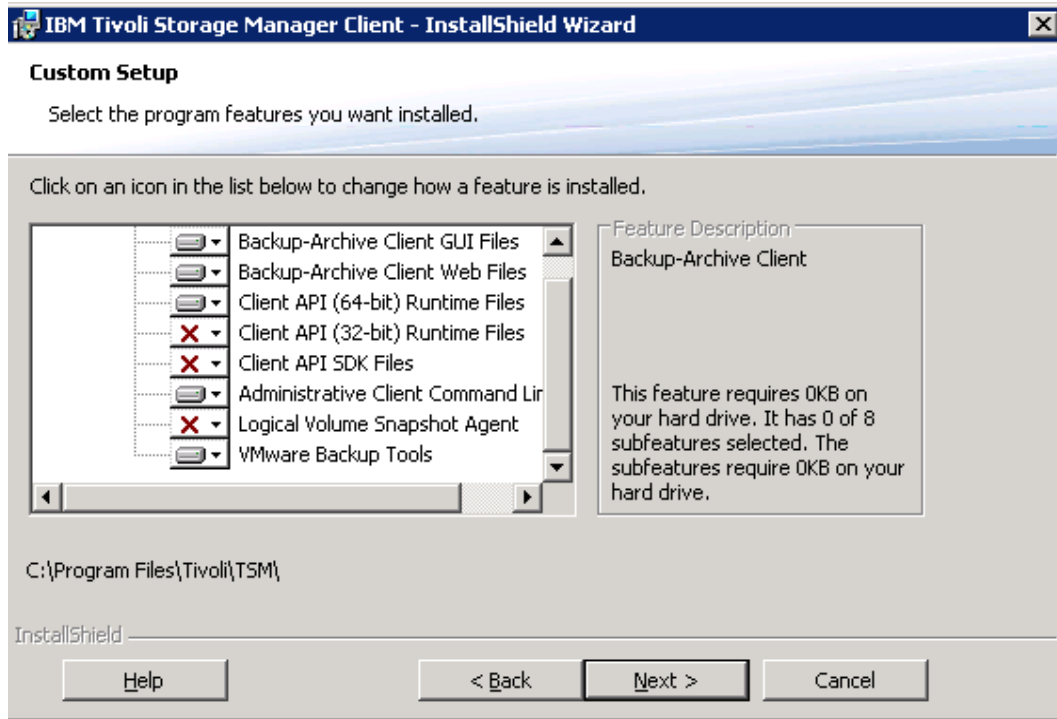 IBM Tivoli Storage Manager Client - InstallShield Wizard
Custom Setup
Select the program features you want installed.
Click on an icon in the list below to change how a feature is installed.
Backup-Archive Client GUI Files
Backup-Archive Client Web Files
Client API (64-bit) Runtime Files
Client API (32-bit) Runtime Files
Client API SDK Files
Administrative Client Command Lin
Logical Volume Snapshot Agent
VMware Backup Tools
Feature Description
Backup-Archive Client
This feature requires 0KB on
your hard drive. It has 0 of 8
subfeatures selected. The
subfeatures require 0KB on your
hard drive.
C:\Program Files\Tivoli\TSM\
InstallShield
Help
< Back
Next >
Cancel